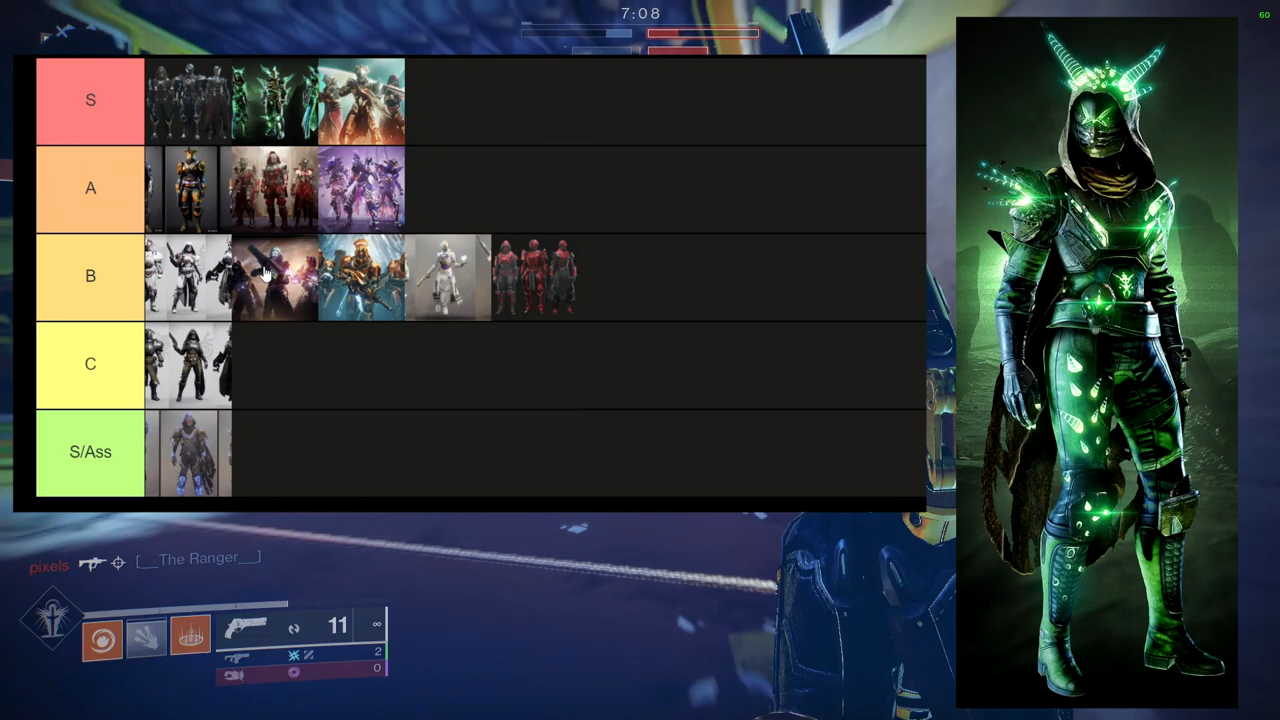 7:08
60
S
A
B
C
S/Ass
pixels [__The Ranger__]
11 ∞
2
0